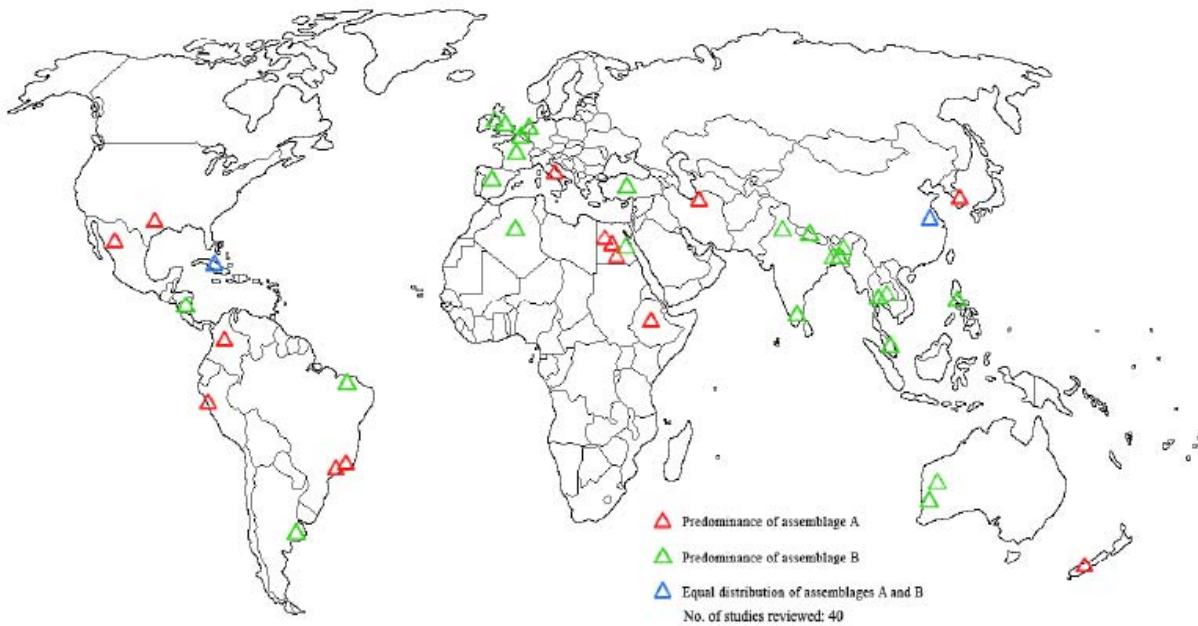 Predominance of assemblage A
Predominance of assemblage B
Equal distribution of assemblages A and B
No. of studies reviewed: 40